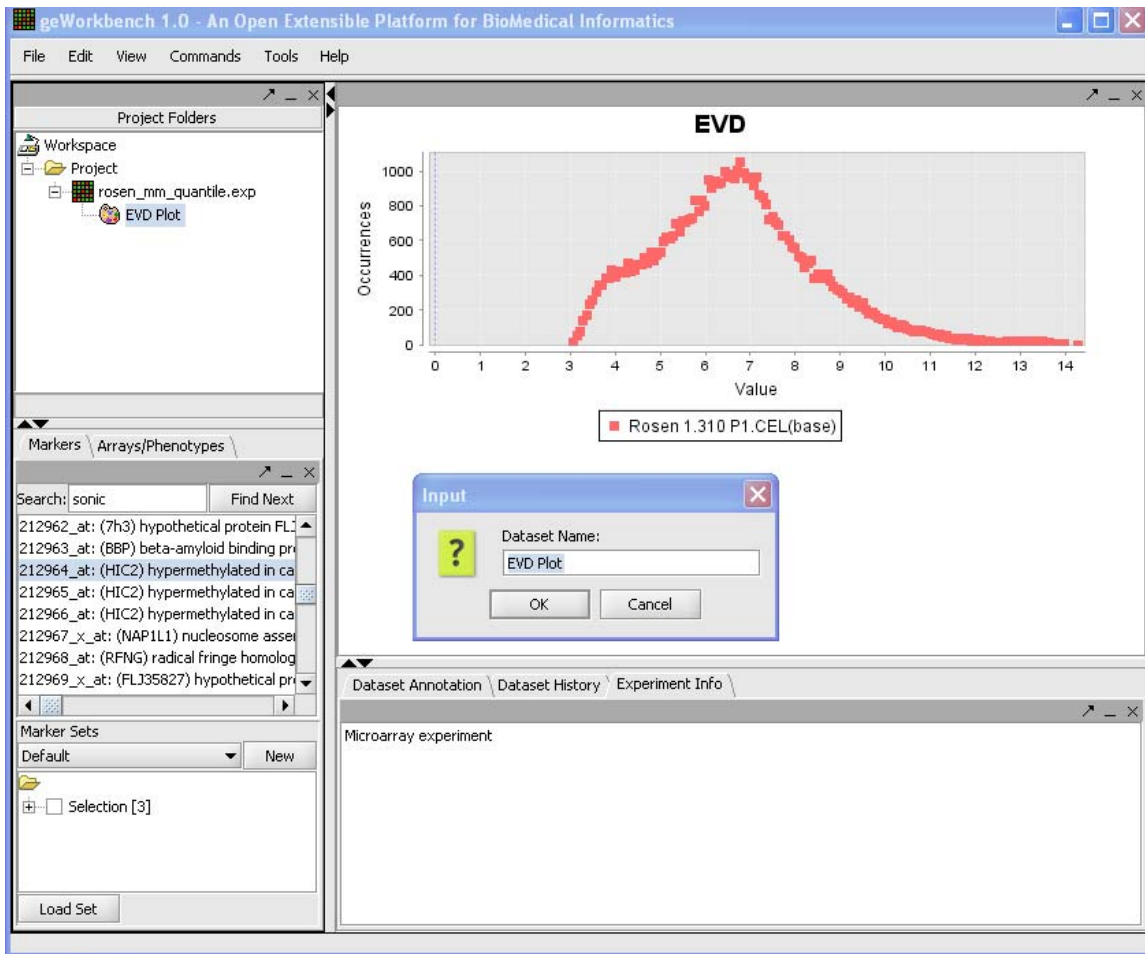 geWorkbench 1.0 - An Open Extensible Platform for BioMedical Informatics
File Edit View Commands Tools Help
Project Folders
Workspace
Project
rosen_mm_quantile.exp
EVD Plot
Markers Arrays/Phenotypes
Search: sonic Find Next
212962_at: (7h3) hypothetical protein FLJ
212963_at: (BBP) beta-amyloid binding pro
212964_at: (HIC2) hypermethylated in ca
212965_at: (HIC2) hypermethylated in ca
212966_at: (HIC2) hypermethylated in ca
212967_x_at: (NAP1L1) nucleosome assem
212968_at: (RFNG) radical fringe homolog
212969_x_at: (FLJ35827) hypothetical pro
Marker Sets
Default New
Selection [3]
Load Set
EVD
Occurrences
1000
800
600
400
200
0
0 1 2 3 4 5 6 7 8 9 10 11 12 13 14
Value
Rosen 1.310 P1.CEL(base)
Input
?
Dataset Name:
EVD Plot
OK Cancel
Dataset Annotation Dataset History Experiment Info
Microarray experiment